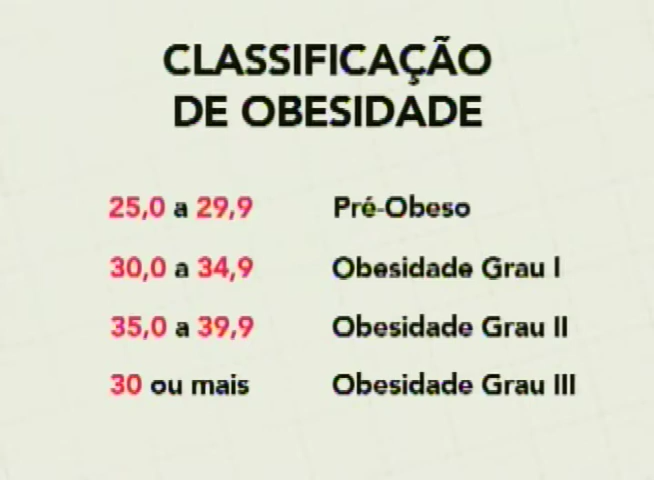 CLASSIFICAÇÃO
DE OBESIDADE
25,0 a 29,9 Pré-Obeso
30,0 a 34,9 Obesidade Grau I
35,0 a 39,9 Obesidade Grau II
30 ou mais Obesidade Grau III